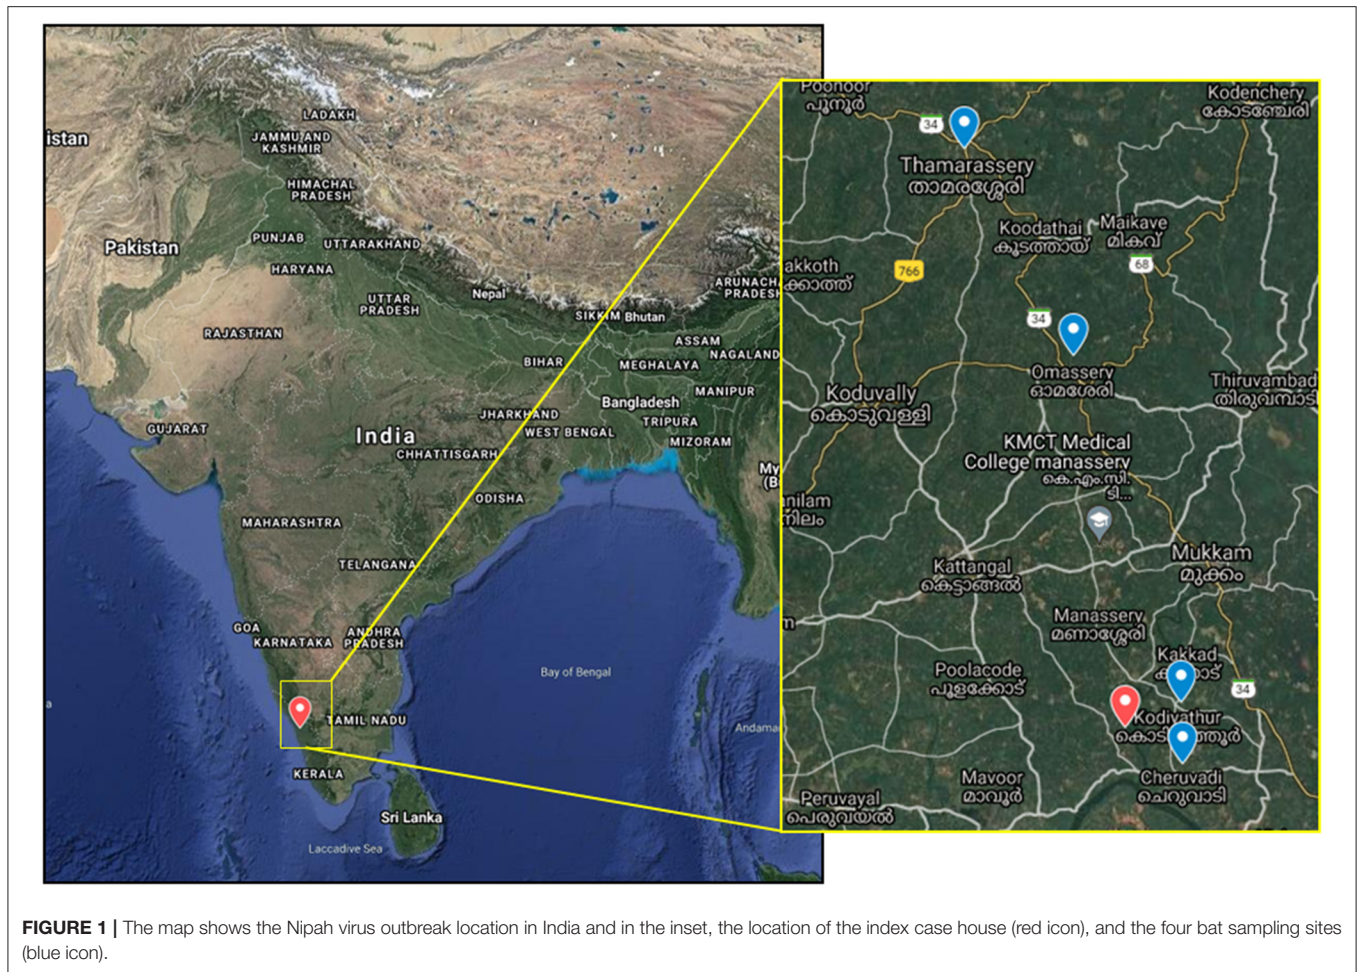 LADAKH
istan
JAMMU AND
KASHMIR
HIMACHAL
PRADESH
Pakistan
PUNJAB
UTTARAKHAND
HARYANA
Nepal
ARUNACHA
PRADESH
UTTAR
PRADESH
SIKKIM
Bhutan
RAJASTHAN
ASSAM
NAGALAND
BIHAR
MEGHALAYA
MANIPUR
Bangladesh
GUJARAT
JHARKHAND
TRIPURA
India
WEST BENGAL
MIZORAM
CHHATTISGARH
My
(B
ODISHA
MAHARASHTRA
TELANGANA
GOA
KARNATAKA
ANDHRA
PRADESH
Bay of Bengal
TAMIL NADU
Andama
KERALA
Sri Lanka
Laccadive Sea
Poonoor
പൂനൂർ
Kodenchery
കോടഞ്ചേരി
34
Thamarassery
താമരശ്ശേരി
Koodathai
കൂടത്തായ്
Maikave
മികവ്
68
akkoth
ക്കാത്ത്
766
34
Omassery
ഓമശേരി
Koduvally
കൊടുവള്ളി
Thiruvambad
തിരുവമ്പാടി
KMCT Medical
College manassery
കെ.എം.സി.
ടി...
nilam
നിലം
Kattangal
കെട്ടാങ്ങൽ
Mukkam
മുക്കം
m
Manassery
മണാശ്ശേരി
Kakkad
Poolacode
പൂളക്കോട്
34
Kodiyathur
Mavoor
മാവൂർ
Cheruvadi
ചെറുവാടി
Peruvayal
പെരുവയൽ
FIGURE 1 | The map shows the Nipah virus outbreak location in India and in the inset, the location of the index case house (red icon), and the four bat sampling sites
(blue icon).